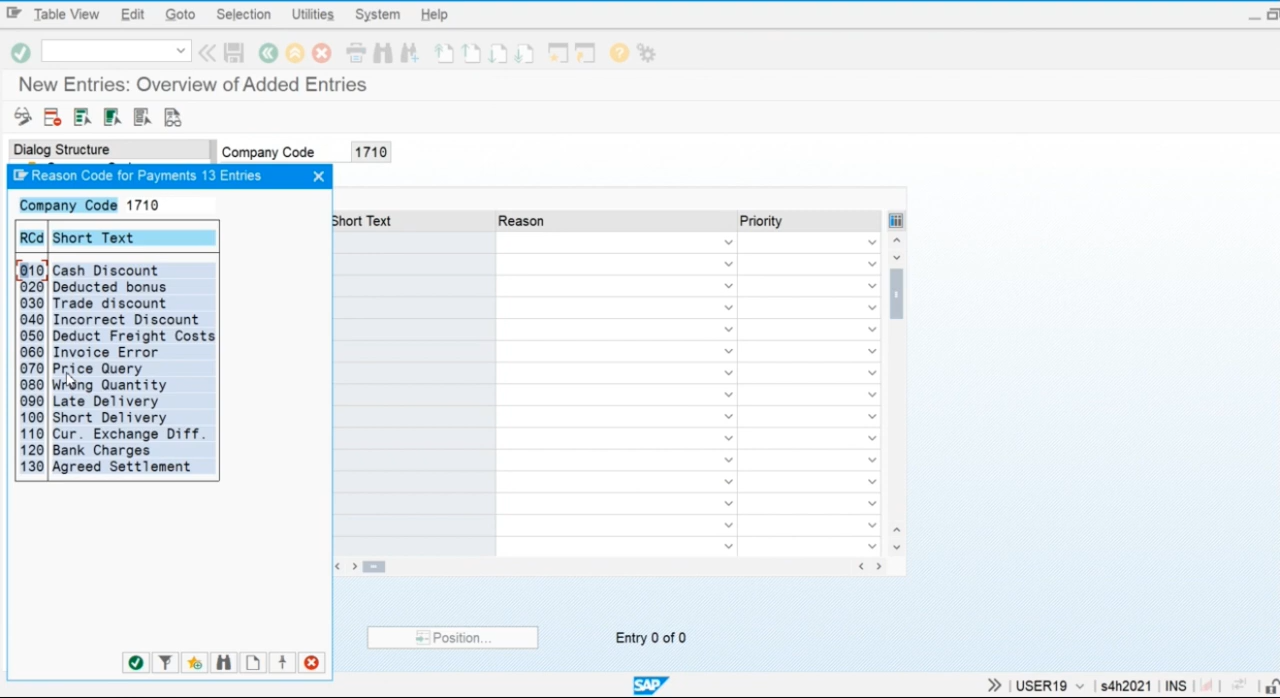 Table View Edit Goto Selection Utilities System Help
New Entries: Overview of Added Entries
Dialog Structure
Company Code 1710
Reason Code for Payments 13 Entries
Company Code 1710
RCd Short Text
010 Cash Discount
020 Deducted bonus
030 Trade discount
040 Incorrect Discount
050 Deduct Freight Costs
060 Invoice Error
070 Price Query
080 Wrong Quantity
090 Late Delivery
100 Short Delivery
110 Cur. Exchange Diff.
120 Bank Charges
130 Agreed Settlement
Short Text Reason Priority
Position... Entry 0 of 0
SAP USER19 s4h2021 INS